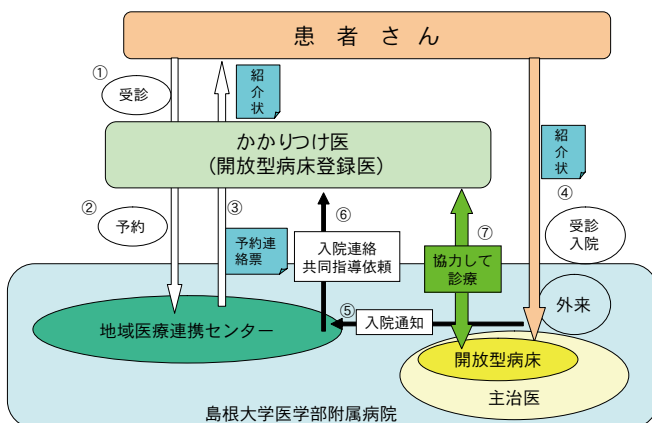 患者さん
①
受診
紹
介
状
かかりつけ医
(開放型病床登録医)
紹
介
状
④
受診
入院
②
予約
③
予約連
絡票
⑥
入院連絡
共同指導依頼
⑦
協力して
診療
外来
⑤
入院通知
地域医療連携センター
開放型病床
主治医
島根大学医学部附属病院